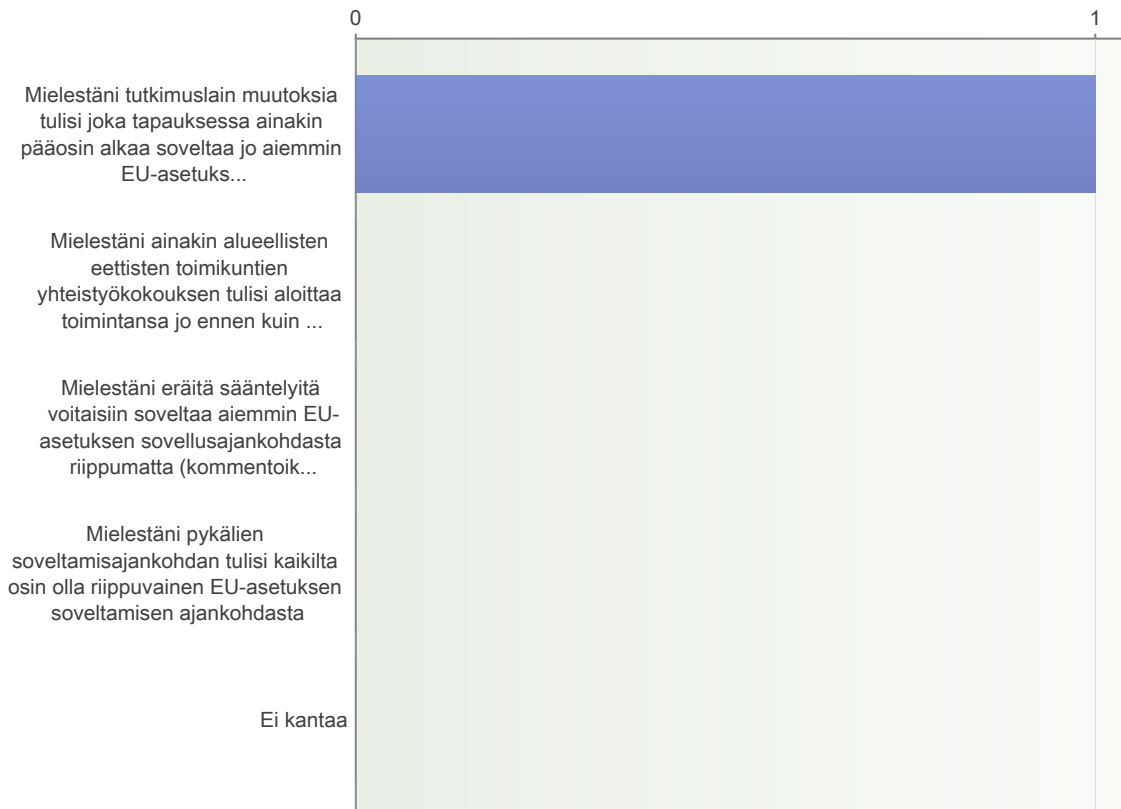 0 1
Mielestäni tutkimuslain muutoksia
tulisi joka tapauksessa ainakin
pääosin alkaa soveltaa jo aiemmin
EU-asetuks...
Mielestäni ainakin alueellisten
eettisten toimikuntien
yhteistyökokouksen tulisi aloittaa
toimintansa jo ennen kuin ...
Mielestäni eräitä sääntelyitä
voitaisiin soveltaa aiemmin EU-
asetuksen sovellusajankohdasta
riippumatta (kommentoik...
Mielestäni pykälien
soveltamisajankohdan tulisi kaikilta
osin olla riippuvainen EU-asetuksen
soveltamisen ajankohdasta
Ei kantaa